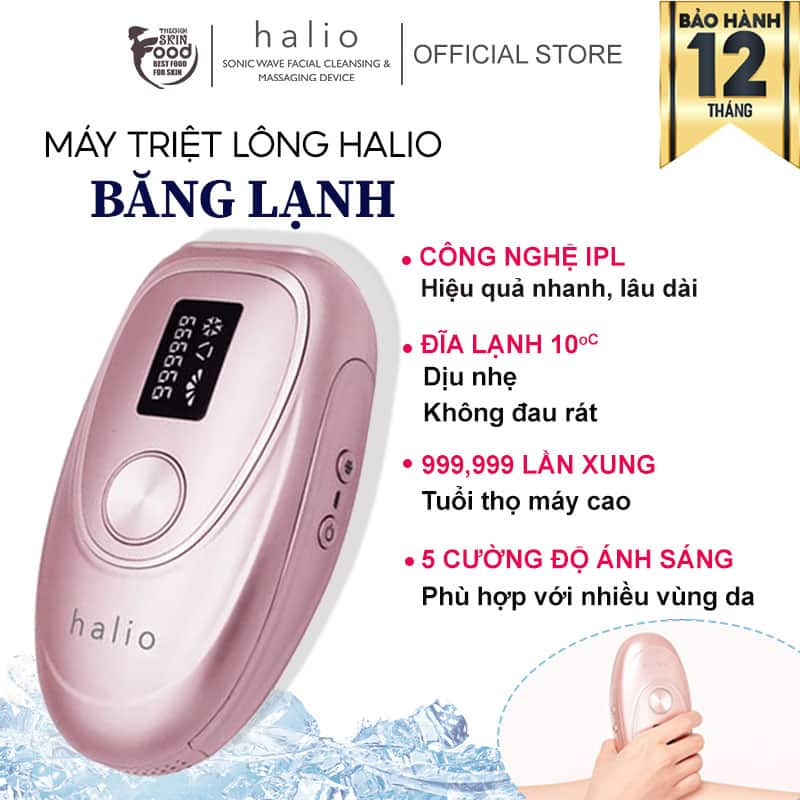 THEGIOI
SKIN
Food
BEST FOOD
FOR SKIN
halio
SONIC WAVE FACIAL CLEANSING &
MASSAGING DEVICE
OFFICIAL STORE
BẢO HÀNH
12
THÁNG
MÁY TRIỆT LÔNG HALIO
BĂNG LẠNH
• CÔNG NGHỆ IPL
Hiệu quả nhanh, lâu dài
• ĐĨA LẠNH 10ºC
Dịu nhẹ
Không đau rát
• 999,999 LẦN XUNG
Tuổi thọ máy cao
• 5 CƯỜNG ĐỘ ÁNH SÁNG
Phù hợp với nhiều vùng da
999999
halio